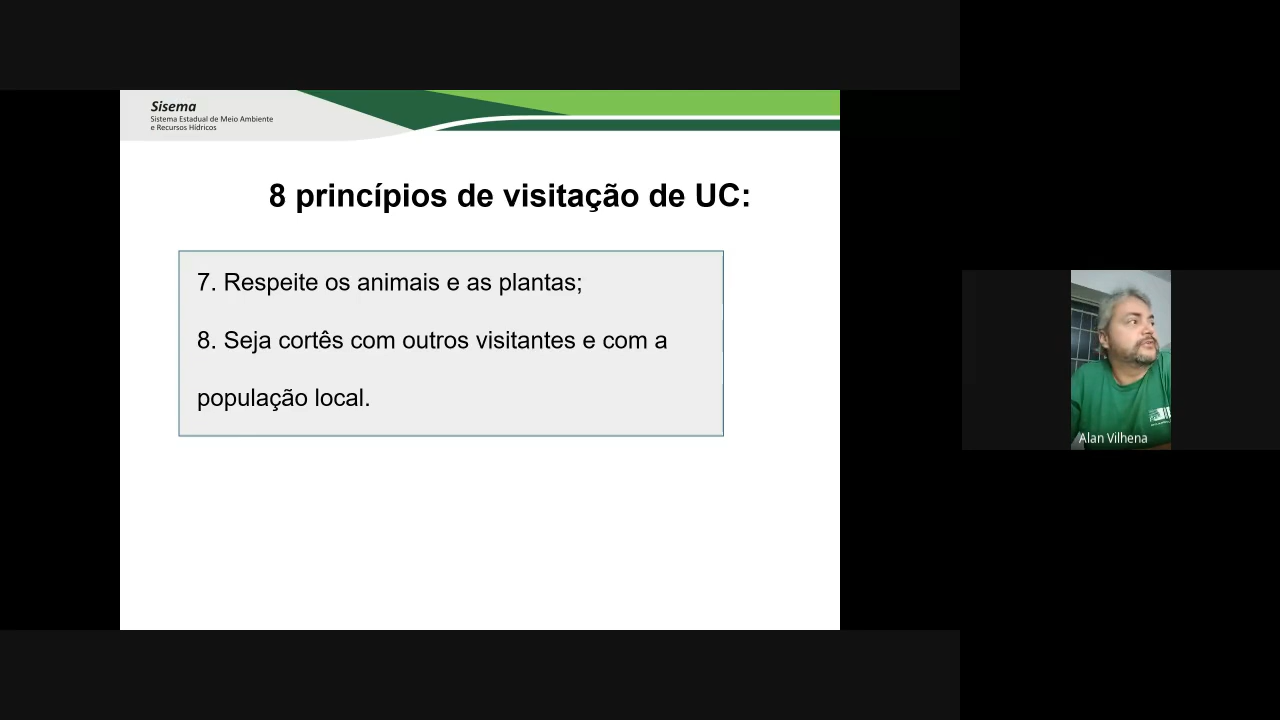 Sisema
Sistema Estadual de Meio Ambiente
e Recursos Hídricos
8 princípios de visitação de UC:
7. Respeite os animais e as plantas;
8. Seja cortês com outros visitantes e com a
população local.
Alan Vilhena